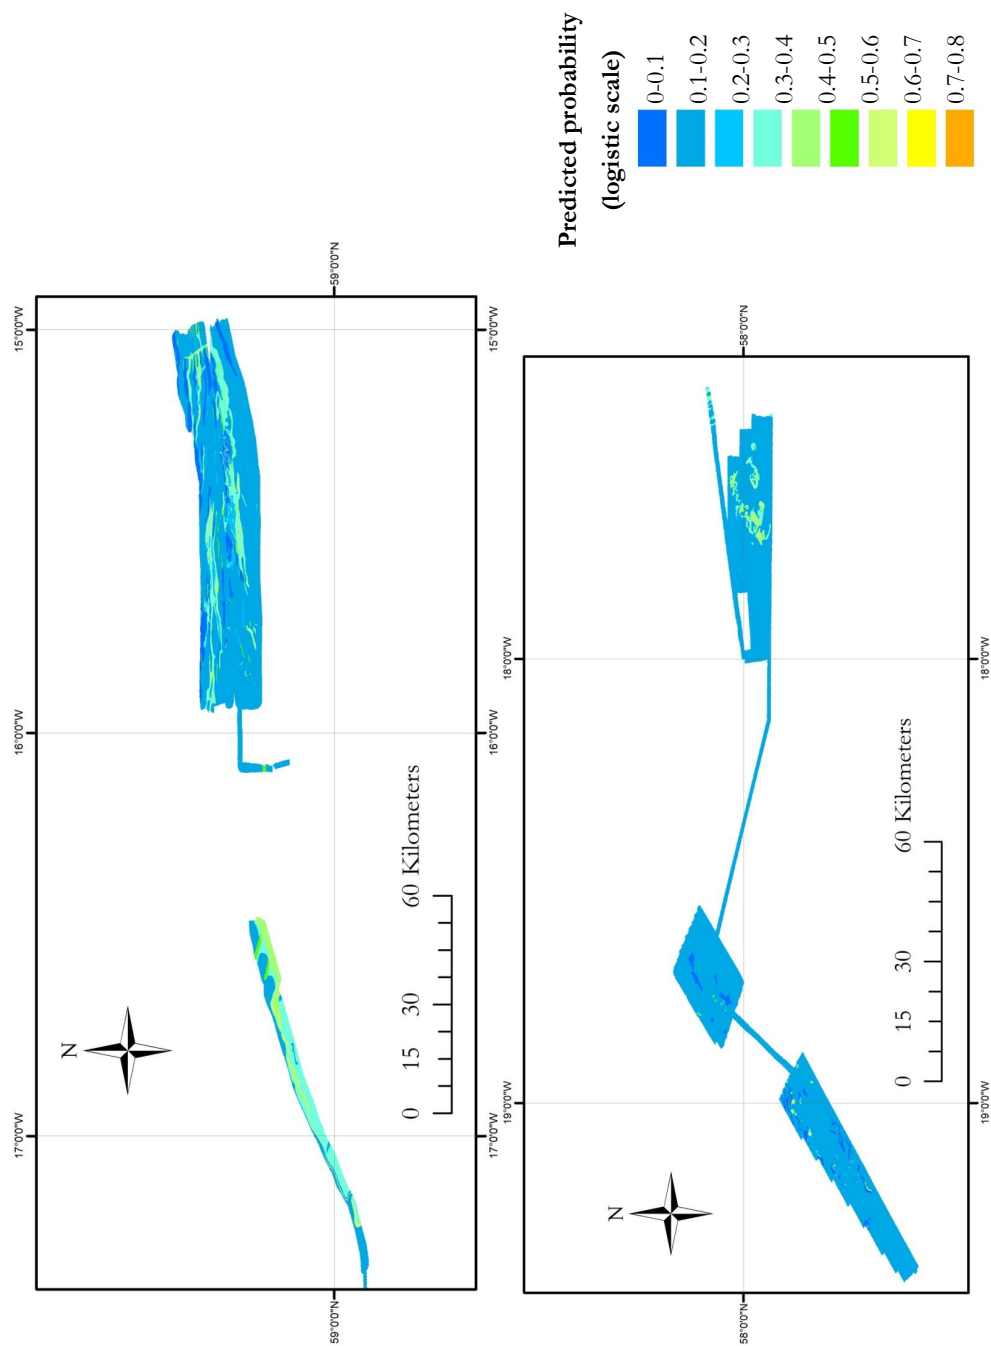 17°0'0"W
16°0'0"W
15°0'0"W
59°0'0"N
59°0'0"N
N
0 15 30 60 Kilometers
17°0'0"W
16°0'0"W
15°0'0"W
19°0'0"W
18°0'0"W
58°0'0"N
58°0'0"N
N
0 15 30 60 Kilometers
19°0'0"W
18°0'0"W
Predicted probability
(logistic scale)
0-0.1
0.1-0.2
0.2-0.3
0.3-0.4
0.4-0.5
0.5-0.6
0.6-0.7
0.7-0.8